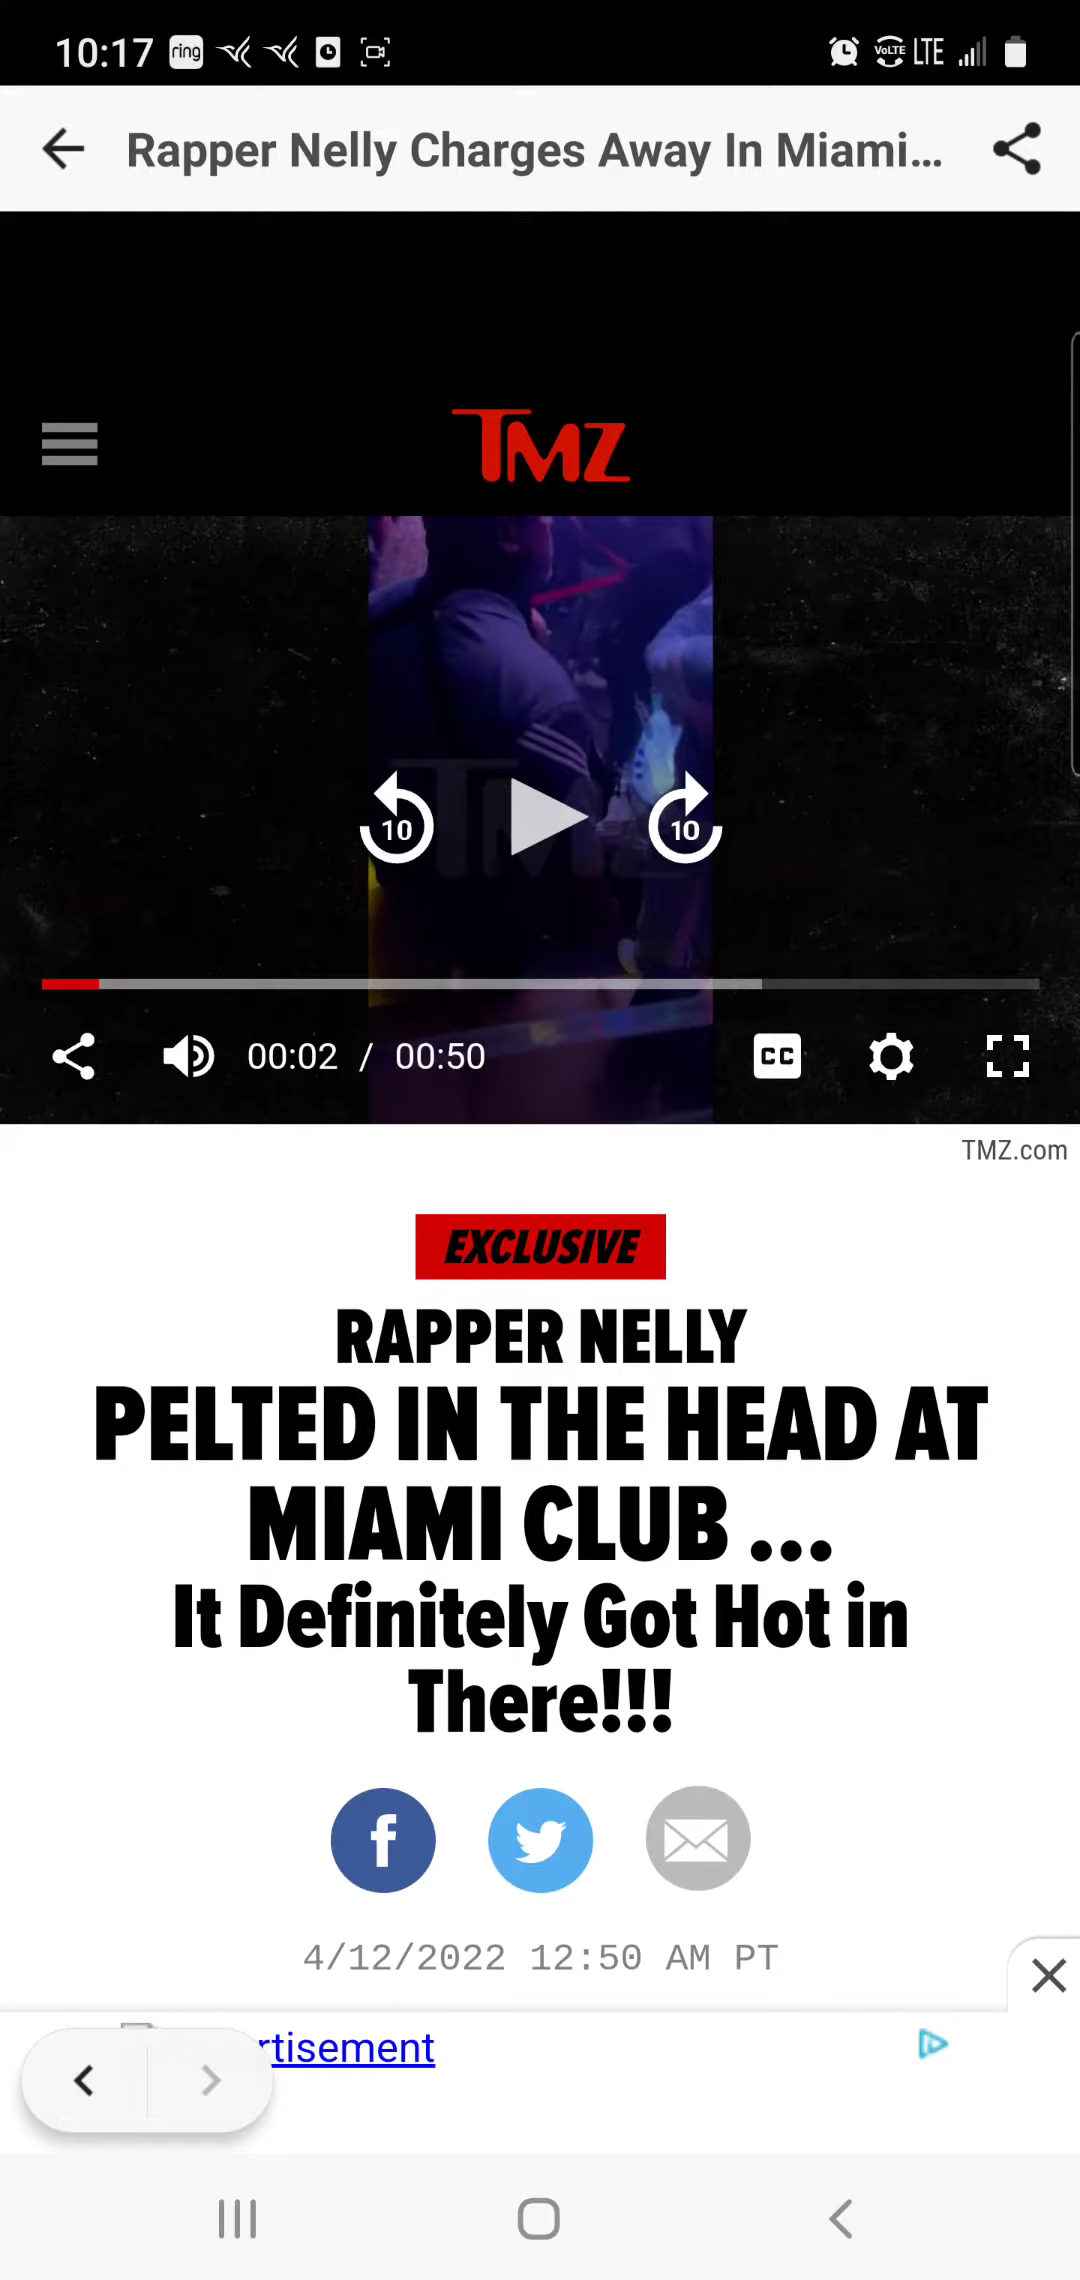 10:17 ring VoLTE LTE
Rapper Nelly Charges Away In Miami...
TMZ
TMZ
10 10
00:02 / 00:50 CC
TMZ.com
EXCLUSIVE
RAPPER NELLY
PELTED IN THE HEAD AT
MIAMI CLUB ...
It Definitely Got Hot in
There!!!
f
4/12/2022 12:50 AM PT
rtisement